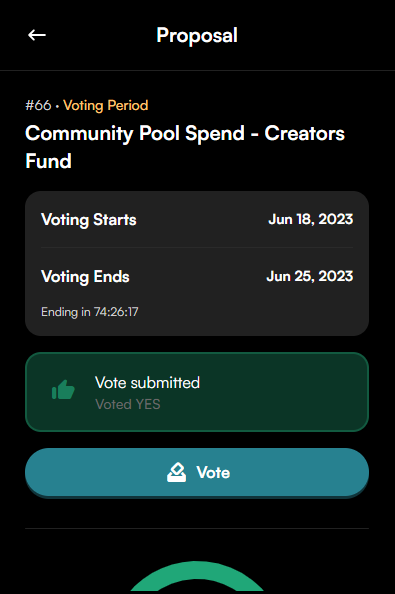 Proposal
#66 · Voting Period
Community Pool Spend - Creators
Fund
Voting Starts Jun 18, 2023
Voting Ends Jun 25, 2023
Ending in 74:26:17
Vote submitted
Voted YES
Vote